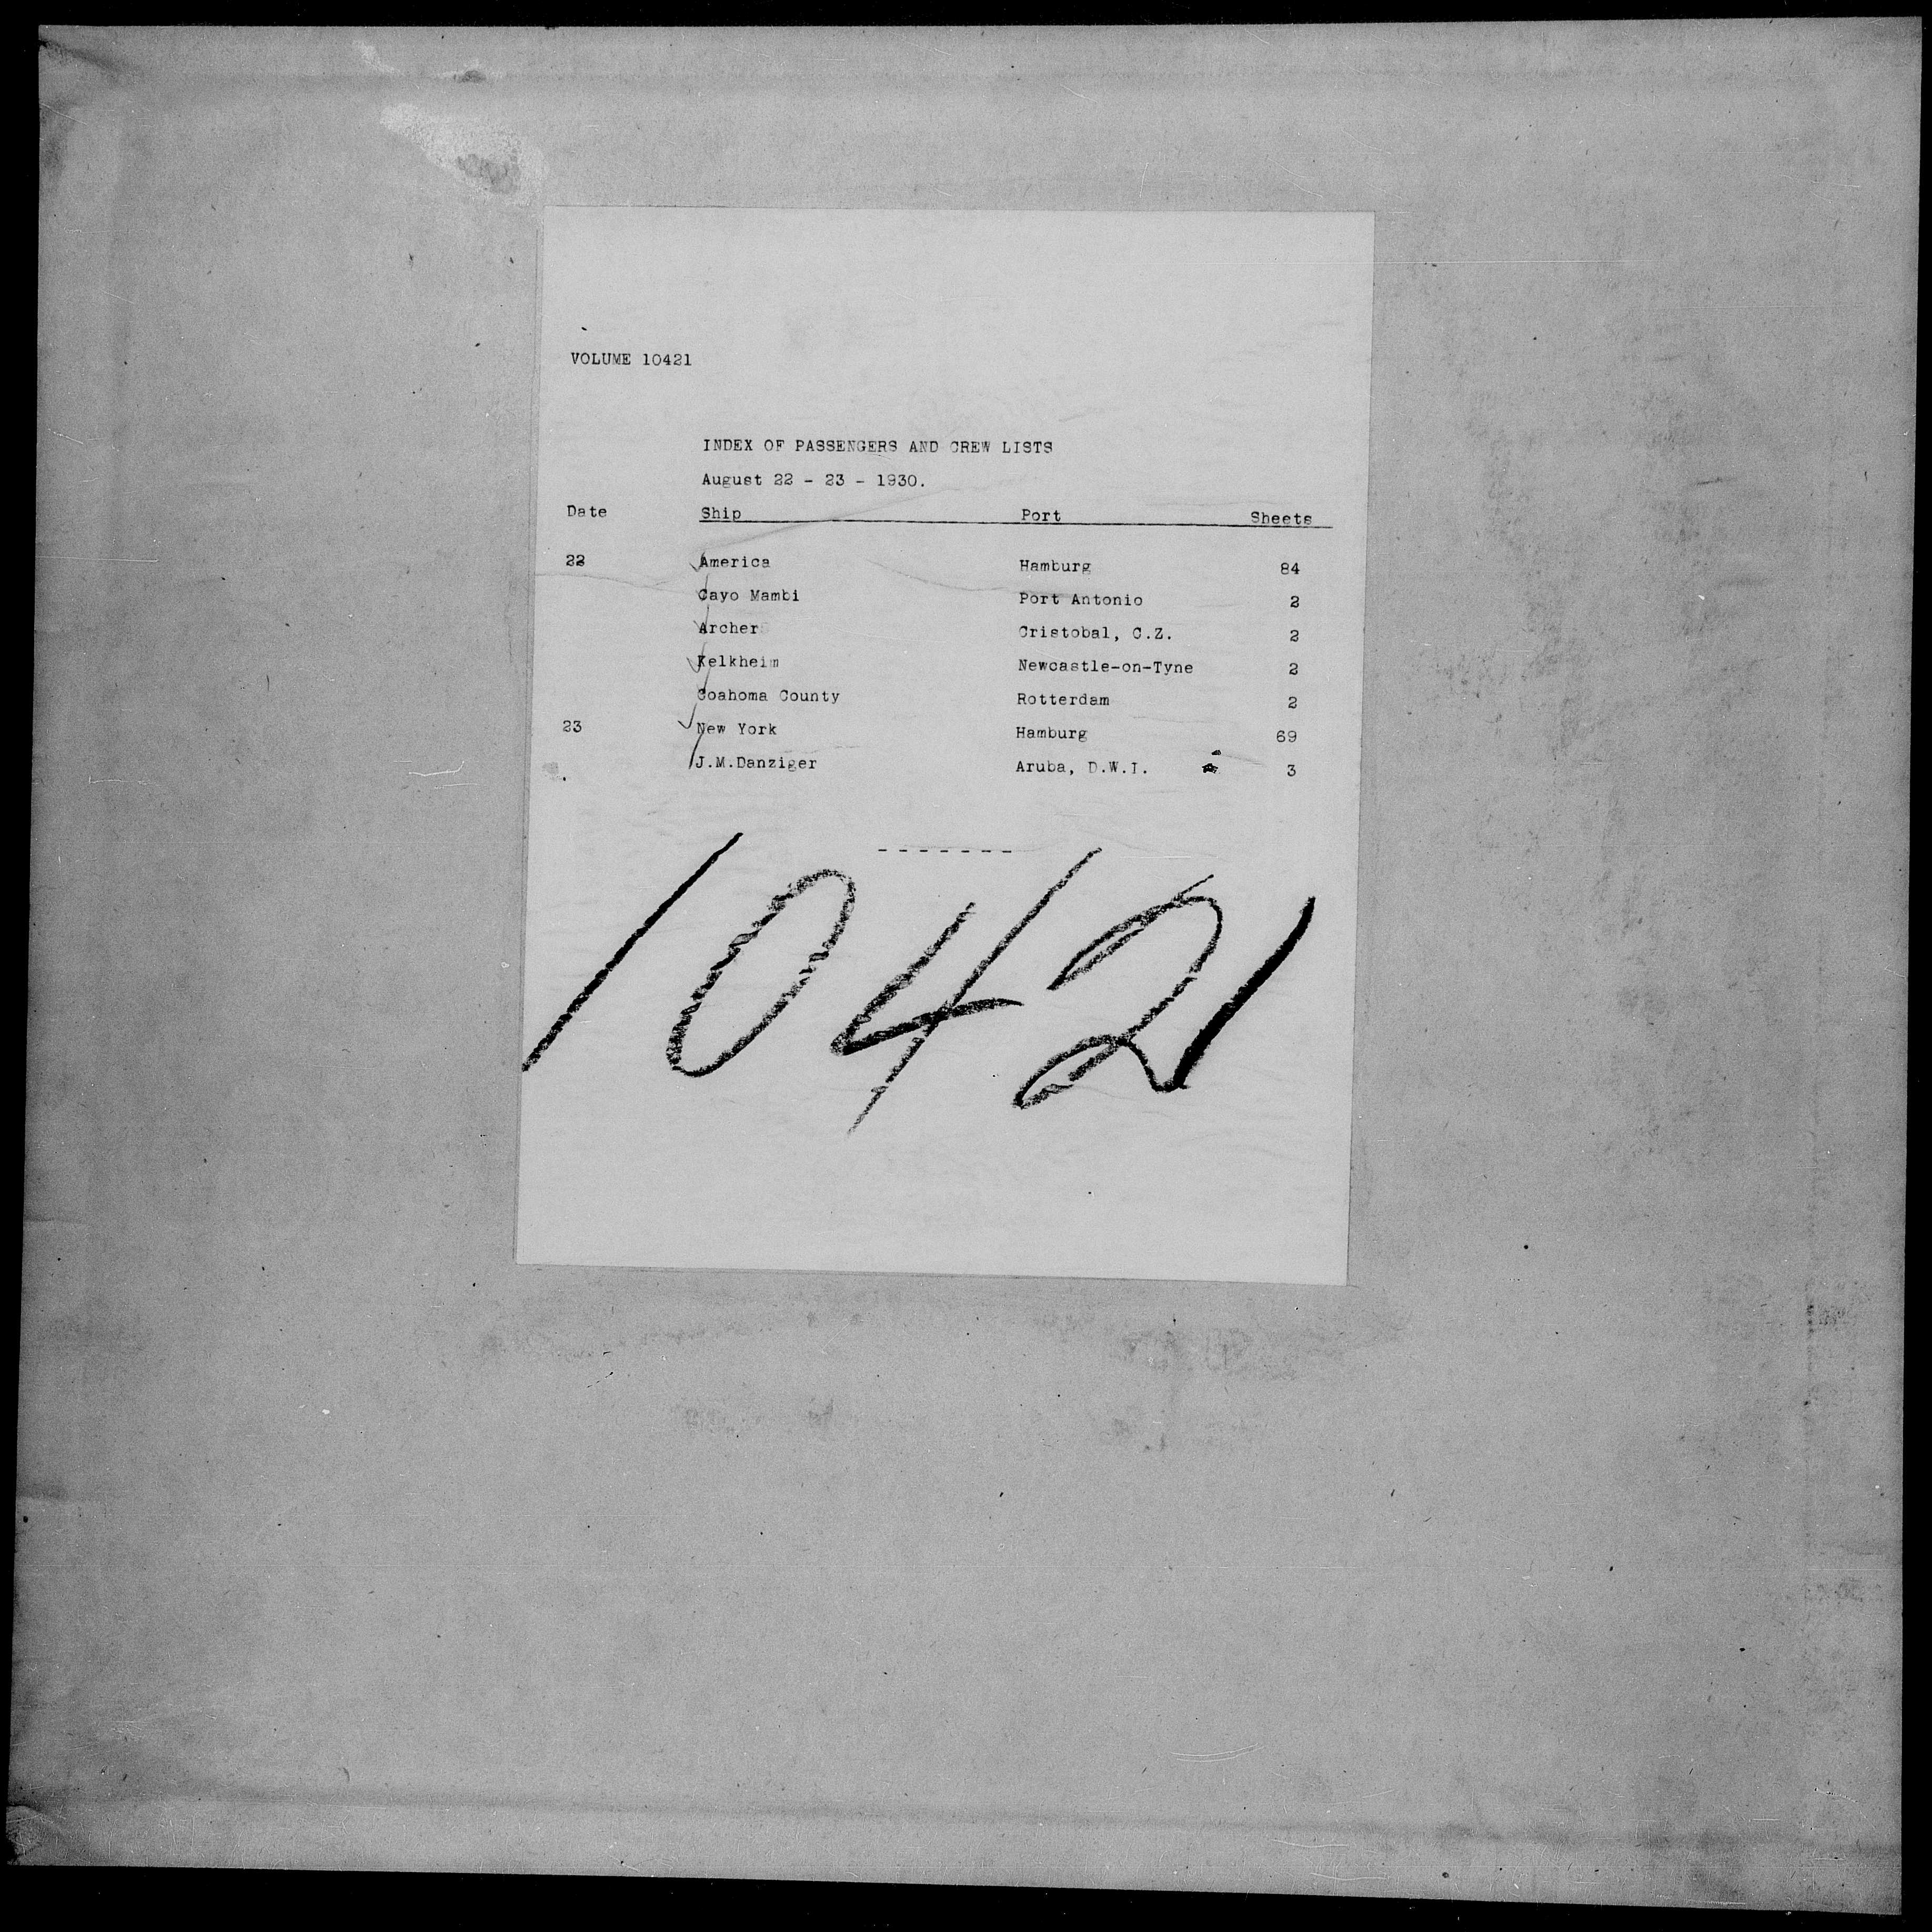 VOLUME 10421
INDEX OF PASSENGERS AND CREW LISTS
August 22 - 23 - 1930.
Date Ship Port Sheets
22 America Hamburg 84
Cayo Mambi Port Antonio 2
Archer Cristobal, C.Z. 2
Kelkheim Newcastle-on-Tyne 2
Coahoma County Rotterdam 2
23 New York Hamburg 69
J.M.Danziger Aruba, D.W.I. 3
-------
10421